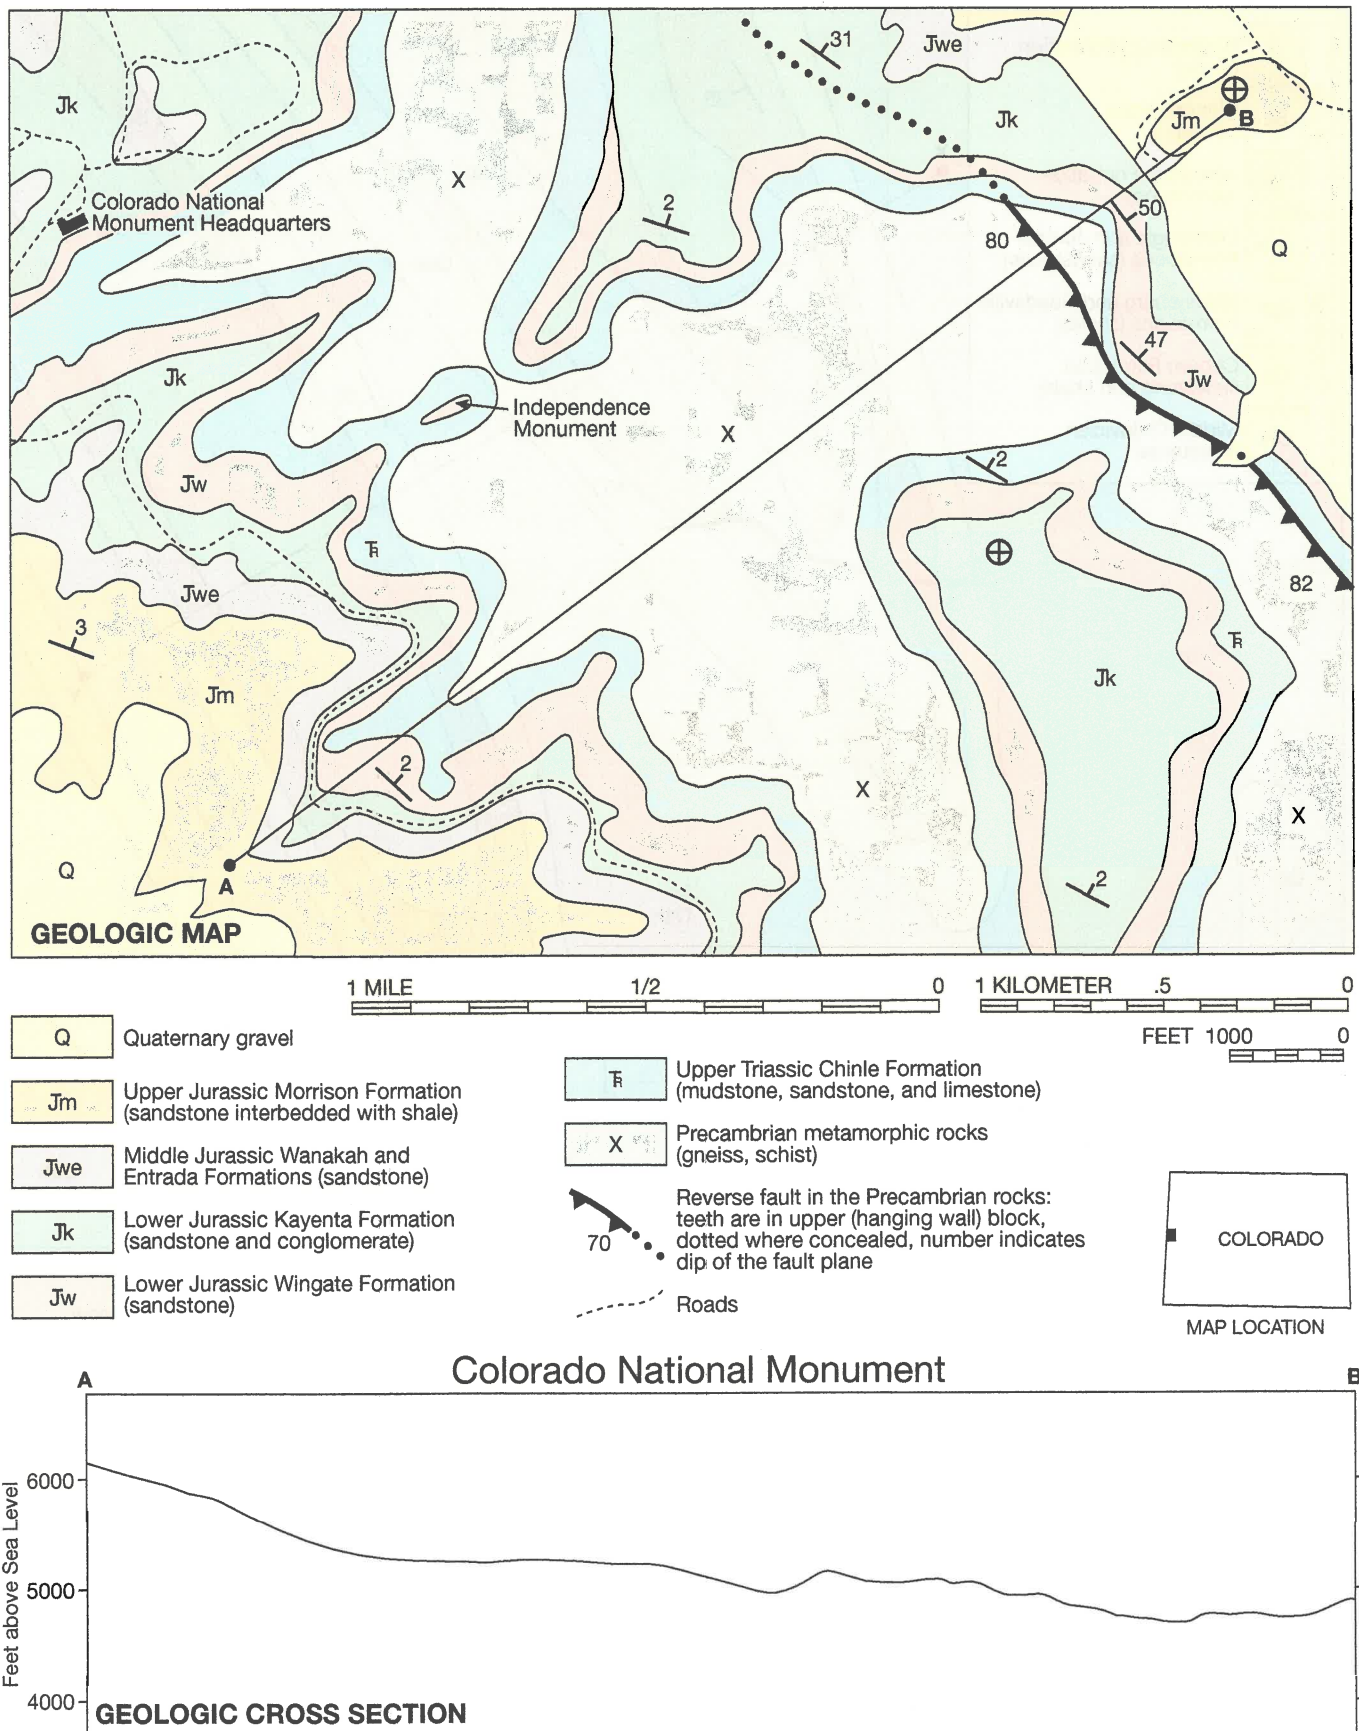 31
Jwe
Jk
Jk
Jm
B
X
Colorado National
Monument Headquarters
2
50
80
Q
47
Jk
Jw
Independence
Monument
X
2
Jw
TR
82
Jwe
3
TR
Jm
Jk
2
X
X
Q
A
2
GEOLOGIC MAP
1 MILE 1/2 0
1 KILOMETER .5 0
FEET 1000 0
Q Quaternary gravel
Jm Upper Jurassic Morrison Formation
(sandstone interbedded with shale)
Jwe Middle Jurassic Wanakah and
Entrada Formations (sandstone)
Jk Lower Jurassic Kayenta Formation
(sandstone and conglomerate)
Jw Lower Jurassic Wingate Formation
(sandstone)
TR Upper Triassic Chinle Formation
(mudstone, sandstone, and limestone)
X Precambrian metamorphic rocks
(gneiss, schist)
70
Reverse fault in the Precambrian rocks:
teeth are in upper (hanging wall) block,
dotted where concealed, number indicates
dip of the fault plane
Roads
COLORADO
MAP LOCATION
Colorado National Monument
A
B
6000
5000
4000
Feet above Sea Level
GEOLOGIC CROSS SECTION